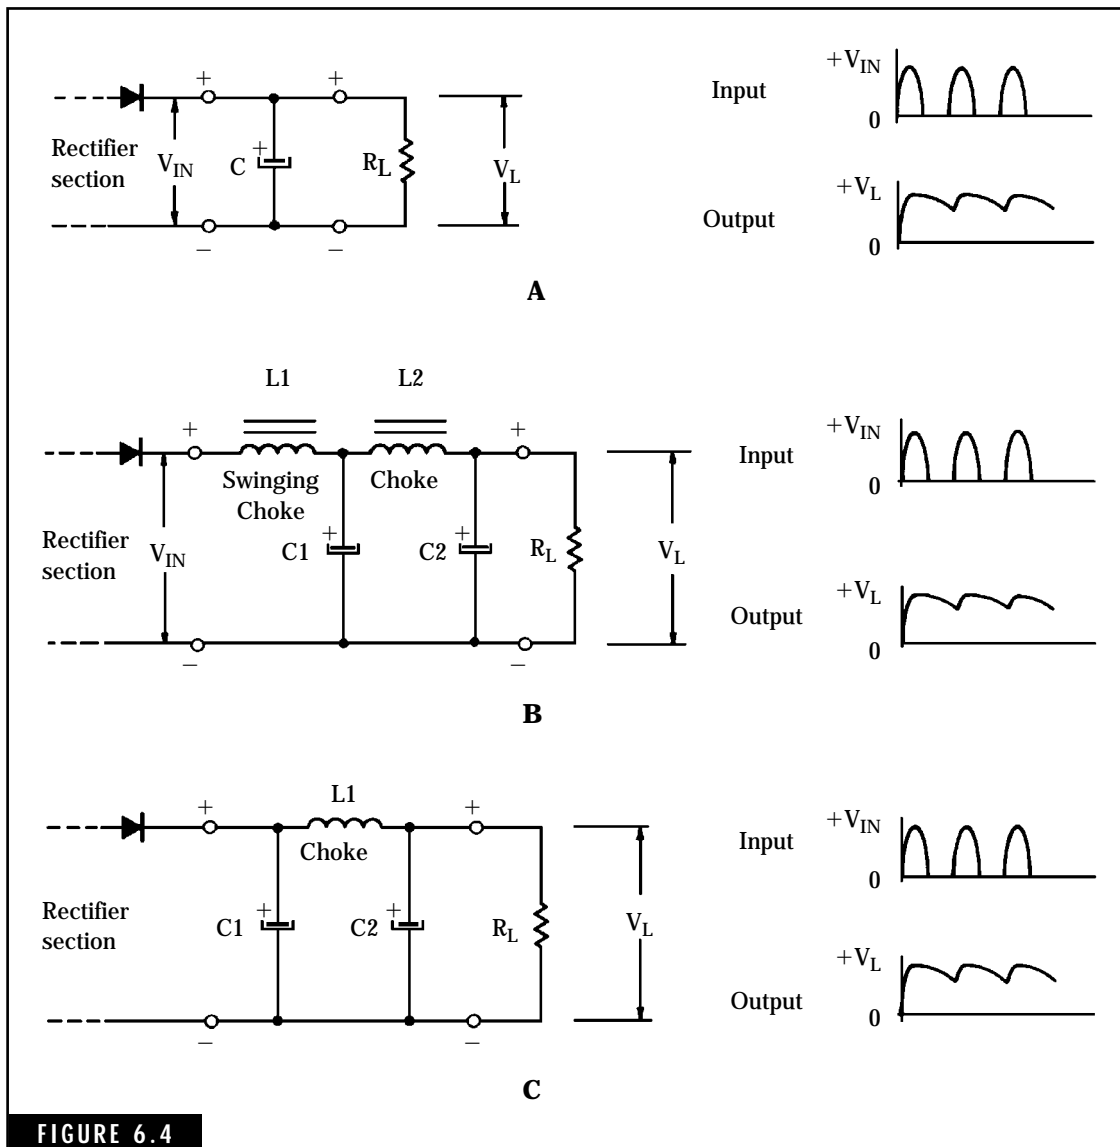 + +
Rectifier
section
V_IN
+
C
R_L
V_L
− −
Input
+V_IN
0
Output
+V_L
0
A
L1 L2
+ +
Swinging
Choke
Choke
Rectifier
section
V_IN
+
C1
+
C2
R_L
V_L
− −
Input
+V_IN
0
Output
+V_L
0
B
L1
+ +
Choke
Rectifier
section
+
C1
+
C2
R_L
V_L
− −
Input
+V_IN
0
Output
+V_L
0
C
FIGURE 6.4